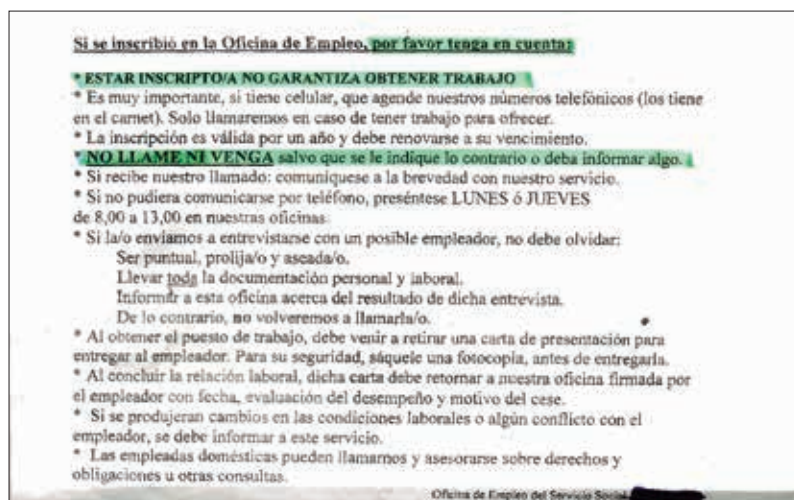 Si se inscribió en la Oficina de Empleo, por favor tenga en cuenta:
* ESTAR INSCRIPTO/A NO GARANTIZA OBTENER TRABAJO
* Es muy importante, si tiene celular, que agende nuestros números telefónicos (los tiene
en el carnet). Solo llamaremos en caso de tener trabajo para ofrecer.
* La inscripción es válida por un año y debe renovarse a su vencimiento.
* NO LLAME NI VENGA salvo que se le indique lo contrario o deba informar algo.
* Si recibe nuestro llamado: comuníquese a la brevedad con nuestro servicio.
* Si no pudiera comunicarse por teléfono, preséntese LUNES ó JUEVES
de 8,00 a 13,00 en nuestras oficinas
* Si la/o enviamos a entrevistarse con un posible empleador, no debe olvidar:
Ser puntual, prolija/o y aseada/o.
Llevar toda la documentación personal y laboral.
Informar a esta oficina acerca del resultado de dicha entrevista.
De lo contrario, no volveremos a llamarla/o.
* Al obtener el puesto de trabajo, debe venir a retirar una carta de presentación para
entregar al empleador. Para su seguridad, sáquele una fotocopia, antes de entregarla.
* Al concluir la relación laboral, dicha carta debe retornar a nuestra oficina firmada por
el empleador con fecha, evaluación del desempeño y motivo del cese.
* Si se produjeran cambios en las condiciones laborales o algún conflicto con el
empleador, se debe informar a este servicio.
* Las empleadas domésticas pueden llamarnos y asesorarse sobre derechos y
obligaciones u otras consultas.
Oficina de Empleo del Servicio Social